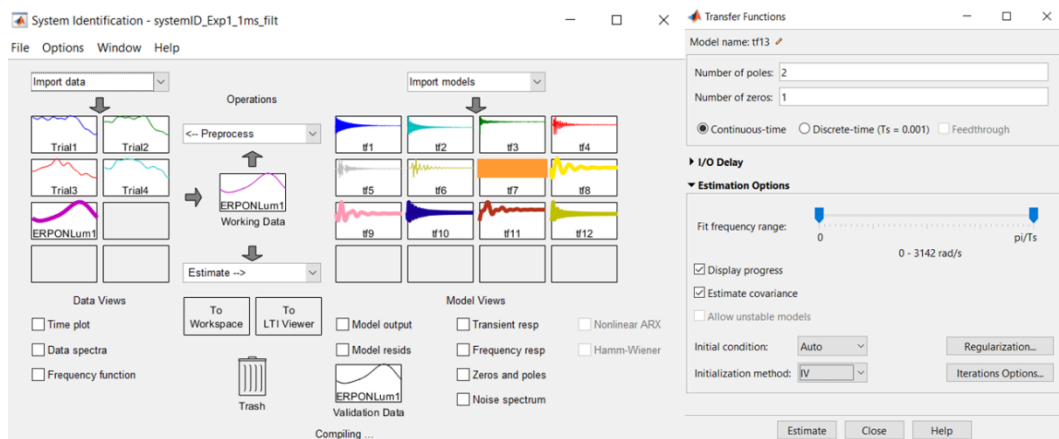 System Identification - systemID_Exp1_1ms_filt
File Options Window Help
Import data
Import models
Operations
<-- Preprocess
Trial1 Trial2
Trial3 Trial4
ERPONLum1
Working Data
ERPONLum1
Estimate -->
tf1 tf2 tf3 tf4
tf5 tf6 tf7 tf8
tf9 tf10 tf11 tf12
Data Views
Time plot
Data spectra
Frequency function
To Workspace
To LTI Viewer
Trash
Model Views
Model output
Transient resp
Nonlinear ARX
Model resids
Frequency resp
Hamm-Wiener
Zeros and poles
Noise spectrum
ERPONLum1
Validation Data
Compiling ...
Transfer Functions
Model name: tf13
Number of poles: 2
Number of zeros: 1
Continuous-time Discrete-time (Ts = 0.001) Feedthrough
I/O Delay
Estimation Options
Fit frequency range:
0 pi/Ts
0 - 3142 rad/s
Display progress
Estimate covariance
Allow unstable models
Initial condition: Auto Regularization...
Initialization method: IV Iterations Options...
Estimate Close Help